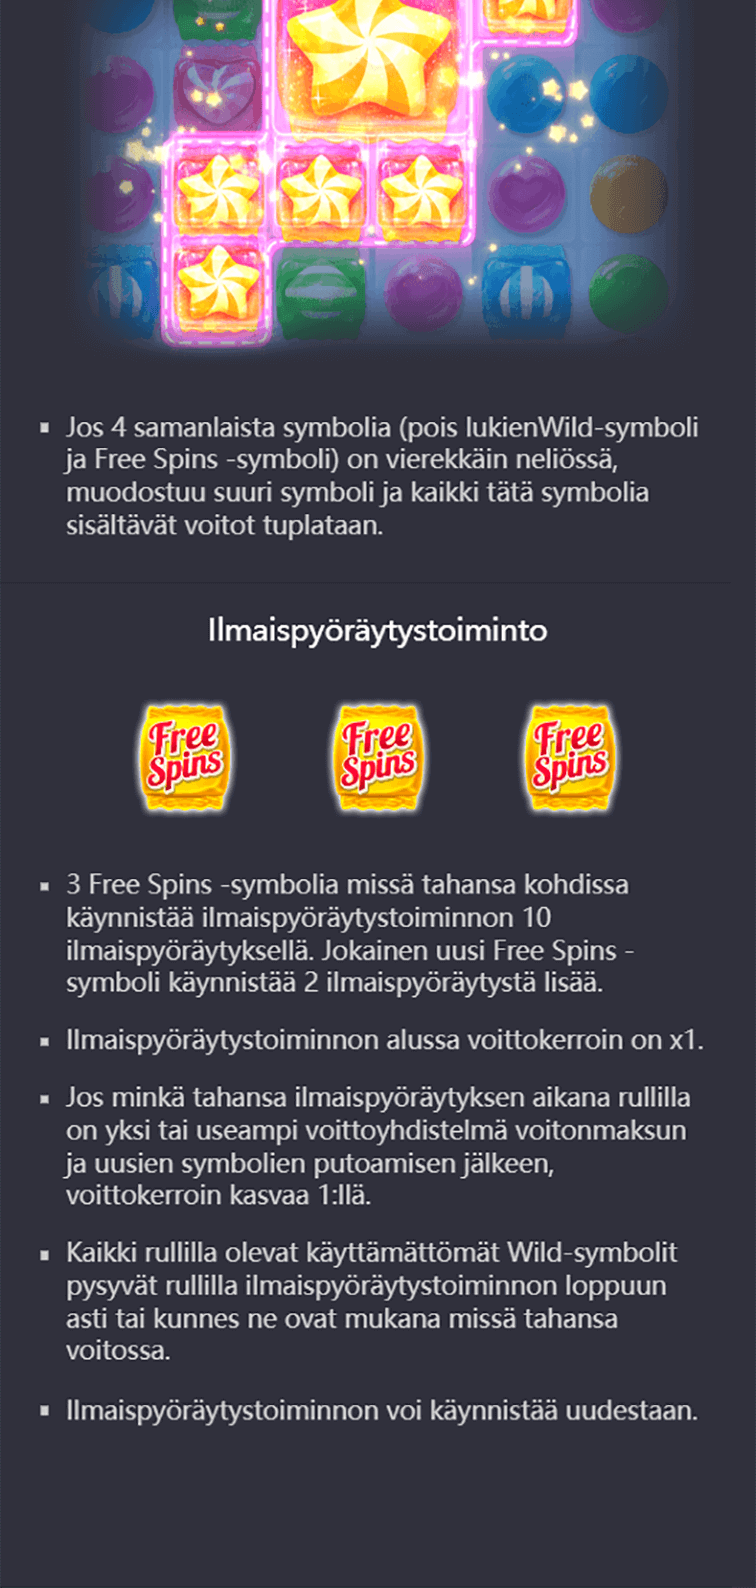 ▪ Jos 4 samanlaista symbolia (pois lukienWild-symboli
ja Free Spins -symboli) on vierekkäin neliössä,
muodostuu suuri symboli ja kaikki tätä symbolia
sisältävät voitot tuplataan.
Ilmaispyöräytystoiminto
Free Spins
Free Spins
Free Spins
▪ 3 Free Spins -symbolia missä tahansa kohdissa
käynnistää ilmaispyöräytystoiminnon 10
ilmaispyöräytyksellä. Jokainen uusi Free Spins -
symboli käynnistää 2 ilmaispyöräytystä lisää.
▪ Ilmaispyöräytystoiminnon alussa voittokerroin on x1.
▪ Jos minkä tahansa ilmaispyöräytyksen aikana rullilla
on yksi tai useampi voittoyhdistelmä voitonmaksun
ja uusien symbolien putoamisen jälkeen,
voittokerroin kasvaa 1:llä.
▪ Kaikki rullilla olevat käyttämättömät Wild-symbolit
pysyvät rullilla ilmaispyöräytystoiminnon loppuun
asti tai kunnes ne ovat mukana missä tahansa
voitossa.
▪ Ilmaispyöräytystoiminnon voi käynnistää uudestaan.